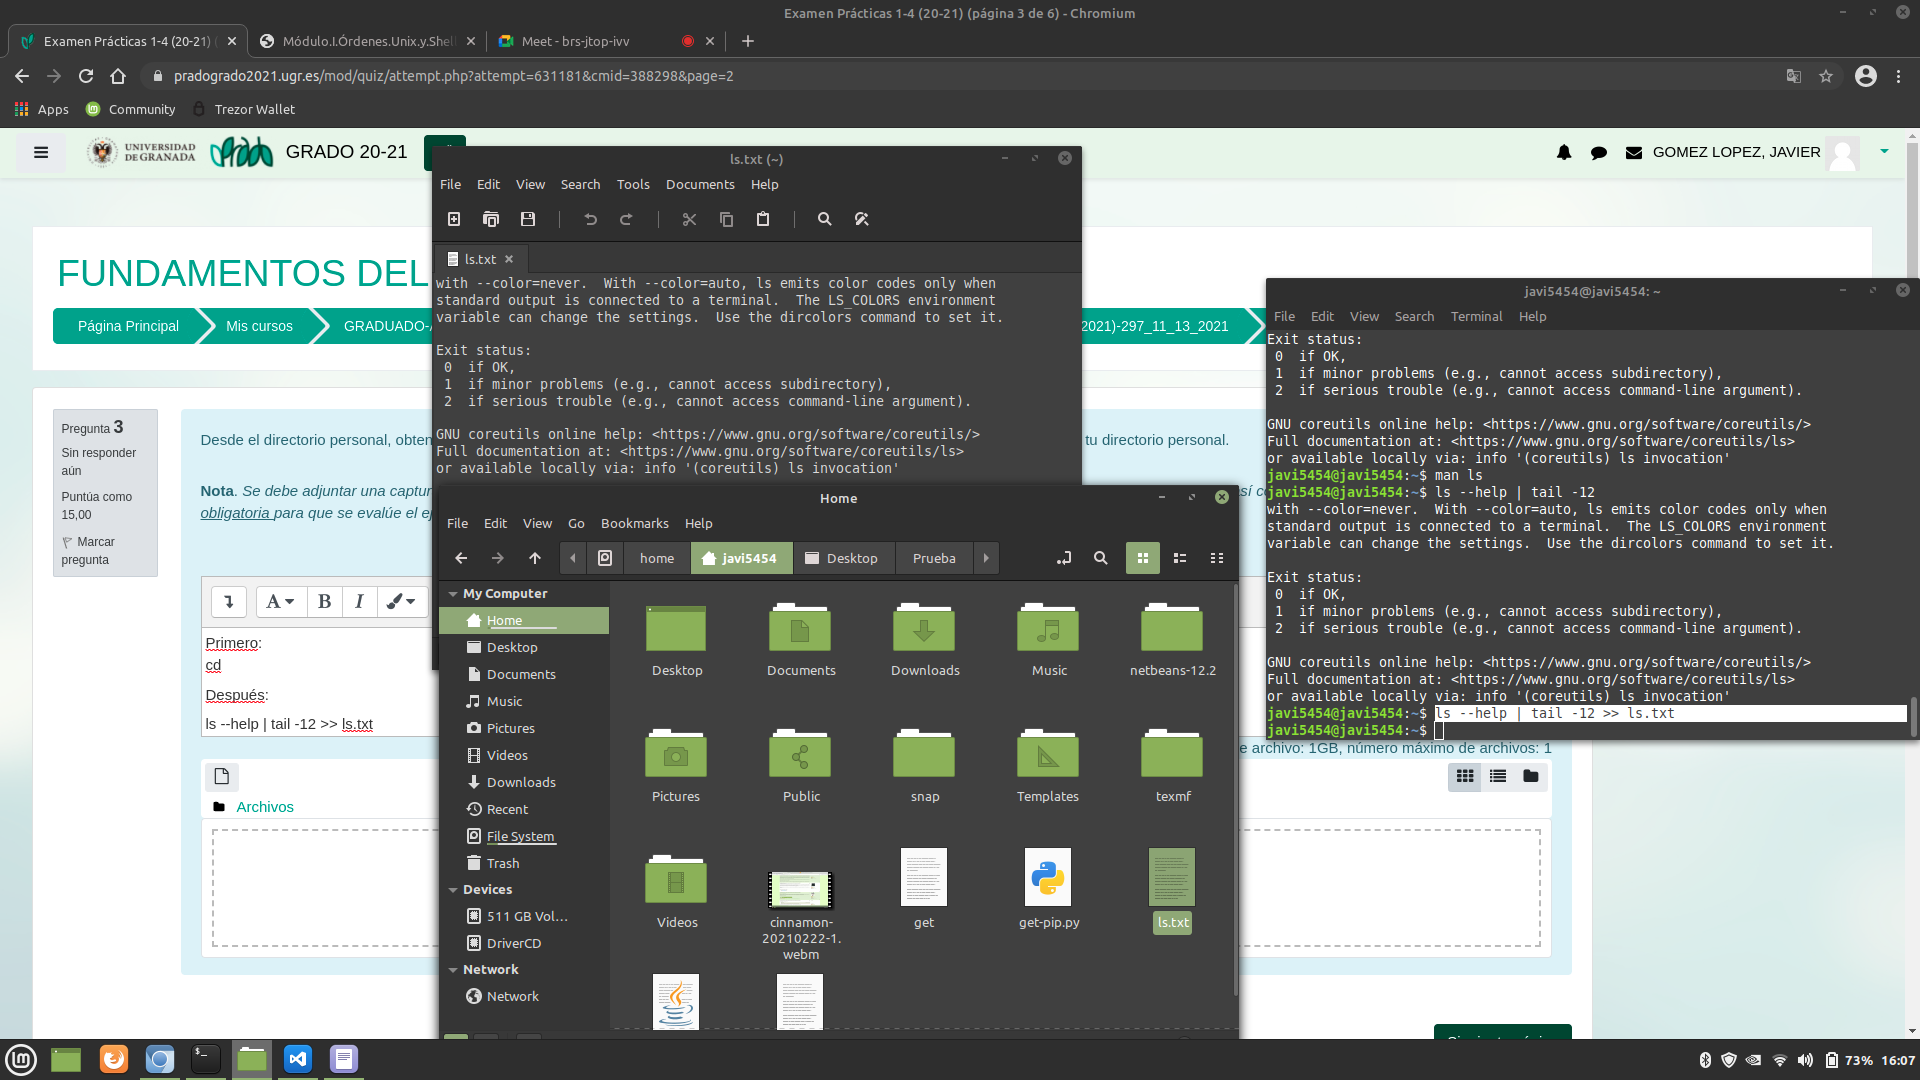 Examen Prácticas 1-4 (20-21) (página 3 de 6) - Chromium
Examen Prácticas 1-4 (20-21) (
Módulo.I.Órdenes.Unix.y.Shell
Meet - brs-jtop-ivv
pradogrado2021.ugr.es/mod/quiz/attempt.php?attempt=631181&cmid=388298&page=2
Apps
Community
Trezor Wallet
UNIVERSIDAD
DE GRANADA
prado
GRADO 20-21
GOMEZ LOPEZ, JAVIER
FUNDAMENTOS DEL
Página Principal
Mis cursos
GRADUADO-A
2021)-297_11_13_2021
Pregunta 3
Sin responder
aún
Puntúa como
15,00
Marcar
pregunta
Desde el directorio personal, obten
tu directorio personal.
Nota. Se debe adjuntar una captur
obligatoria para que se evalúe el ej
Primero:
cd
Después:
ls --help | tail -12 >> ls.txt
e archivo: 1GB, número máximo de archivos: 1
Archivos
ls.txt (~)
File Edit View Search Tools Documents Help
ls.txt
with --color=never.  With --color=auto, ls emits color codes only when
standard output is connected to a terminal.  The LS_COLORS environment
variable can change the settings.  Use the dircolors command to set it.
Exit status:
0  if OK,
1  if minor problems (e.g., cannot access subdirectory),
2  if serious trouble (e.g., cannot access command-line argument).
GNU coreutils online help: <https://www.gnu.org/software/coreutils/>
Full documentation at: <https://www.gnu.org/software/coreutils/ls>
or available locally via: info '(coreutils) ls invocation'
Home
File Edit View Go Bookmarks Help
home
javi5454
Desktop
Prueba
My Computer
Home
Desktop
Documents
Music
Pictures
Videos
Downloads
Recent
File System
Trash
Devices
511 GB Vol...
DriverCD
Network
Network
Desktop
Documents
Downloads
Music
netbeans-12.2
Pictures
Public
snap
Templates
texmf
Videos
cinnamon-
20210222-1.
webm
get
get-pip.py
ls.txt
javi5454@javi5454: ~
File Edit View Search Terminal Help
Exit status:
0  if OK,
1  if minor problems (e.g., cannot access subdirectory),
2  if serious trouble (e.g., cannot access command-line argument).
GNU coreutils online help: <https://www.gnu.org/software/coreutils/>
Full documentation at: <https://www.gnu.org/software/coreutils/ls>
or available locally via: info '(coreutils) ls invocation'
javi5454@javi5454:~$ man ls
javi5454@javi5454:~$ ls --help | tail -12
with --color=never.  With --color=auto, ls emits color codes only when
standard output is connected to a terminal.  The LS_COLORS environment
variable can change the settings.  Use the dircolors command to set it.
Exit status:
0  if OK,
1  if minor problems (e.g., cannot access subdirectory),
2  if serious trouble (e.g., cannot access command-line argument).
GNU coreutils online help: <https://www.gnu.org/software/coreutils/>
Full documentation at: <https://www.gnu.org/software/coreutils/ls>
or available locally via: info '(coreutils) ls invocation'
javi5454@javi5454:~$ ls --help | tail -12 >> ls.txt
javi5454@javi5454:~$
73%
16:07